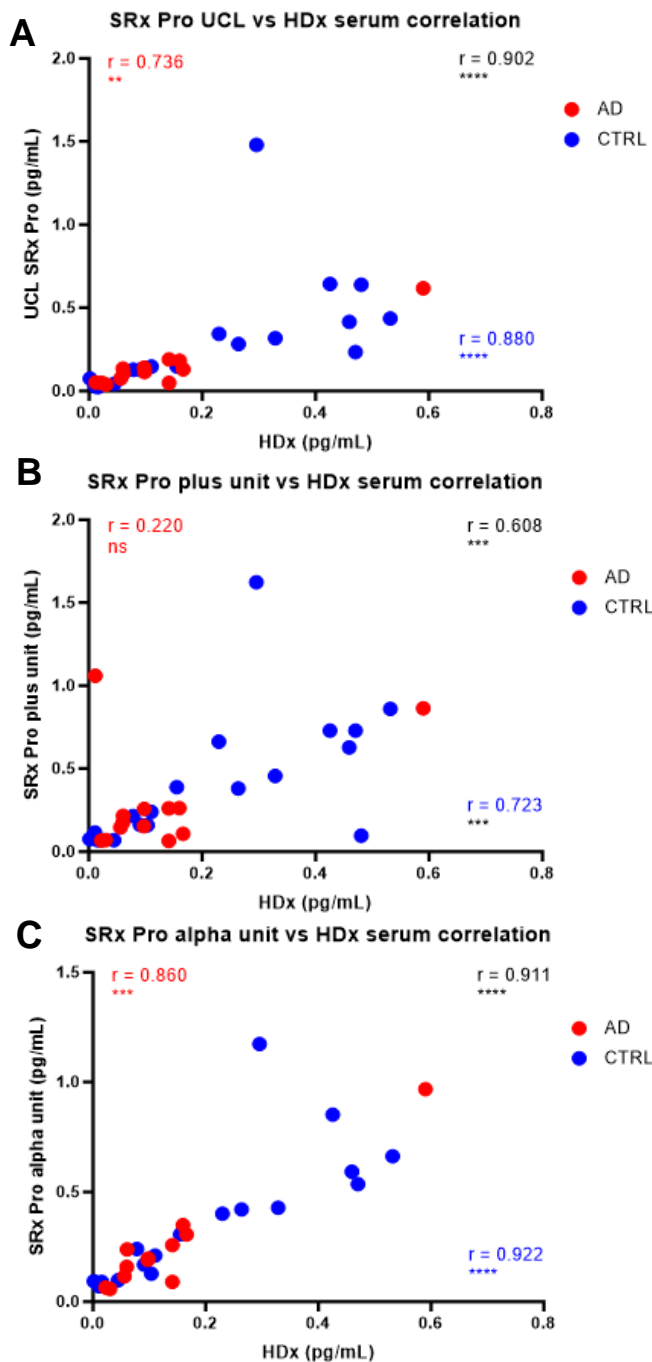 A
SRx Pro UCL vs HDx serum correlation
r = 0.736
**
r = 0.902
****
AD
CTRL
2.0
1.5
1.0
0.5
0.0
UCL SRx Pro (pg/mL)
r = 0.880
****
0.0 0.2 0.4 0.6 0.8
HDx (pg/mL)
B
SRx Pro plus unit vs HDx serum correlation
r = 0.220
ns
r = 0.608
***
AD
CTRL
2.0
1.5
1.0
0.5
0.0
SRx Pro plus unit (pg/mL)
r = 0.723
***
0.0 0.2 0.4 0.6 0.8
HDx (pg/mL)
C
SRx Pro alpha unit vs HDx serum correlation
r = 0.860
***
r = 0.911
****
AD
CTRL
1.5
1.0
0.5
0.0
SRx Pro alpha unit (pg/mL)
r = 0.922
****
0.0 0.2 0.4 0.6 0.8
HDx (pg/mL)